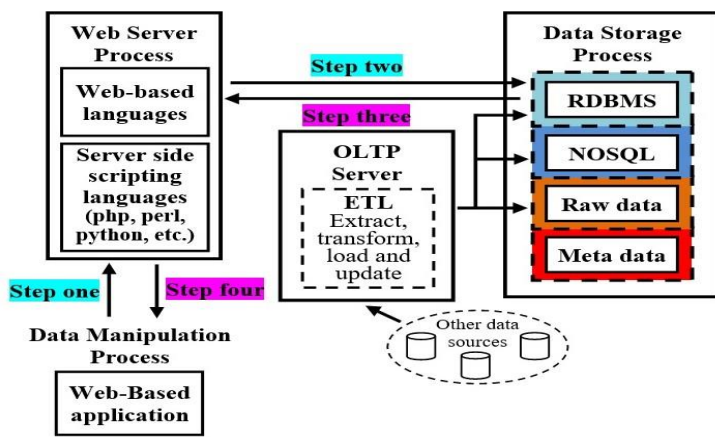 Web Server
Process
Web-based
languages
Server side
scripting
languages
(php, perl,
python, etc.)
Step one
Step four
Data Manipulation
Process
Web-Based
application
Step two
Step three
OLTP
Server
ETL
Extract,
transform,
load and
update
Other data
sources
Data Storage
Process
RDBMS
NOSQL
Raw data
Meta data